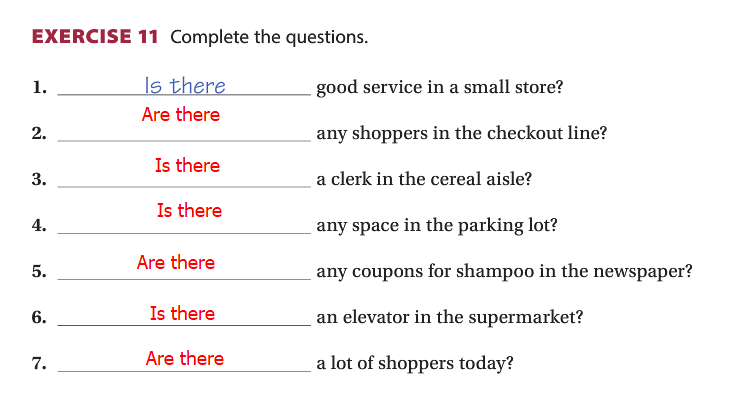 EXERCISE 11 Complete the questions.
1. Is there good service in a small store?
2. Are there any shoppers in the checkout line?
3. Is there a clerk in the cereal aisle?
4. Is there any space in the parking lot?
5. Are there any coupons for shampoo in the newspaper?
6. Is there an elevator in the supermarket?
7. Are there a lot of shoppers today?